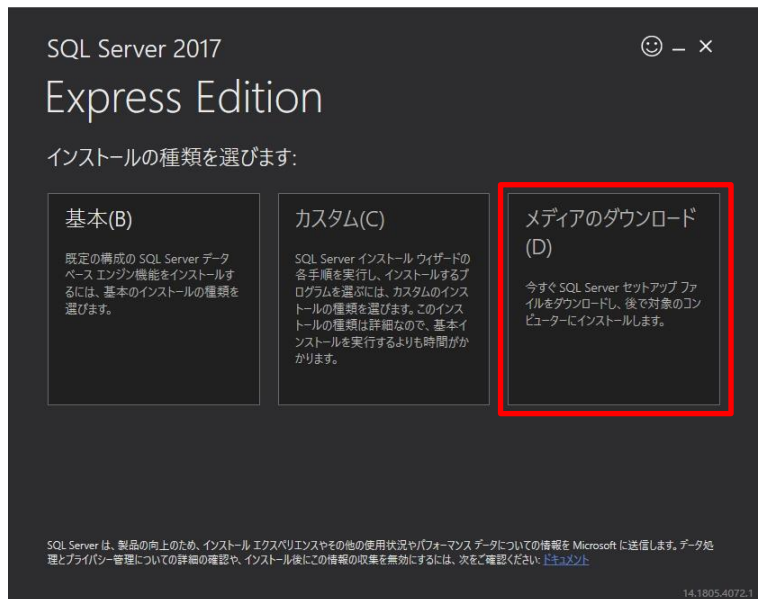 SQL Server 2017
Express Edition
インストールの種類を選びます:
基本(B)
既定の構成の SQL Server データ
ベース エンジン機能をインストールす
るには、基本のインストールの種類を
選びます。
カスタム(C)
SQL Server インストール ウィザードの
各手順を実行し、インストールするプ
ログラムを選ぶには、カスタムのインス
トールの種類を選びます。このインス
トールの種類は詳細なので、基本イ
ンストールを実行するよりも時間がか
かります。
メディアのダウンロード
(D)
今すぐ SQL Server セットアップ ファ
イルをダウンロードし、後で対象のコン
ピューターにインストールします。
SQL Server は、製品の向上のため、インストール エクスペリエンスやその他の使用状況やパフォーマンス データについての情報を Microsoft に送信します。データ処
理とプライバシー管理についての詳細の確認や、インストール後にこの情報の収集を無効にするには、次をご確認ください: ドキュメント
14.1805.4072.1